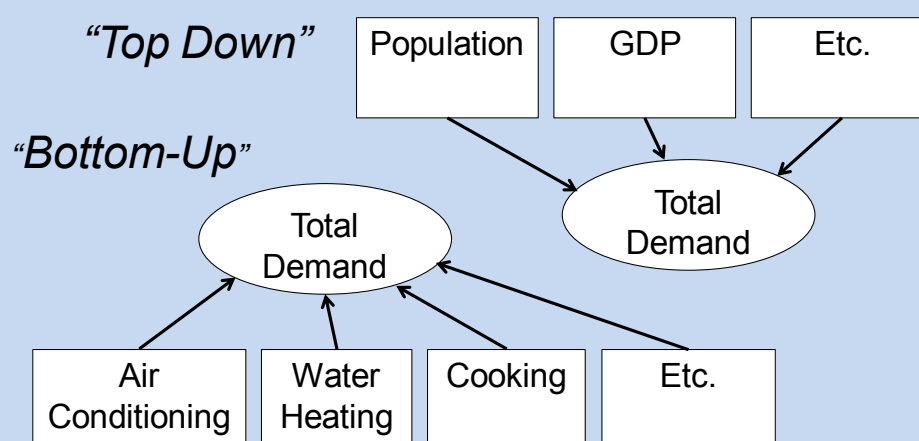 “Top Down”
Population
GDP
Etc.
“Bottom-Up”
Total
Demand
Total
Demand
Air
Conditioning
Water
Heating
Cooking
Etc.